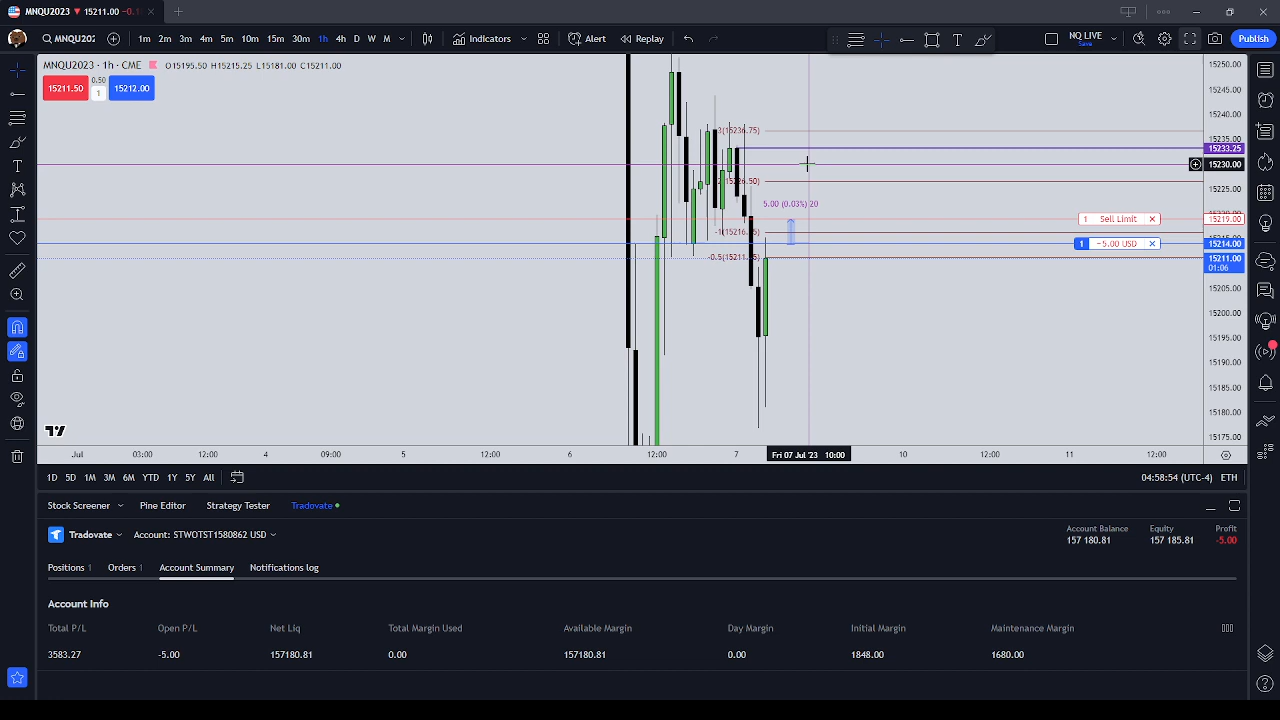 MNQU2023 ▼ 15211.00 −0.1
MNQU202 1m 2m 3m 4m 5m 10m 15m 30m 1h 4h D W M Indicators Alert Replay NQ LIVE Save Publish
MNQU2023 · 1h · CME O15195.50 H15215.25 L15181.00 C15211.00
15211.50 0.50 1 15212.00
15250.00
15245.00
15240.00
-3(15236.75) 15235.00
15233.25
15230.00
-2(15226.50) 15225.00
5.00 (0.03%) 20
1 Sell Limit 15219.00
-1(15216.25)
1 −5.00 USD 15214.00
-0.5(15211.25) 15211.00
01:06
15205.00
15200.00
15195.00
15190.00
15185.00
15180.00
15175.00
Jul 03:00 12:00 4 09:00 5 12:00 6 12:00 7 Fri 07 Jul '23 10:00 10 12:00 11 12:00
1D 5D 1M 3M 6M YTD 1Y 5Y All 04:58:54 (UTC-4) ETH
Stock Screener Pine Editor Strategy Tester Tradovate
Tradovate Account: STWOTST1580862 USD
Account Balance Equity Profit
157 180.81 157 185.81 -5.00
Positions 1 Orders 1 Account Summary Notifications log
Account Info
Total P/L Open P/L Net Liq Total Margin Used Available Margin Day Margin Initial Margin Maintenance Margin
3583.27 -5.00 157180.81 0.00 157180.81 0.00 1848.00 1680.00